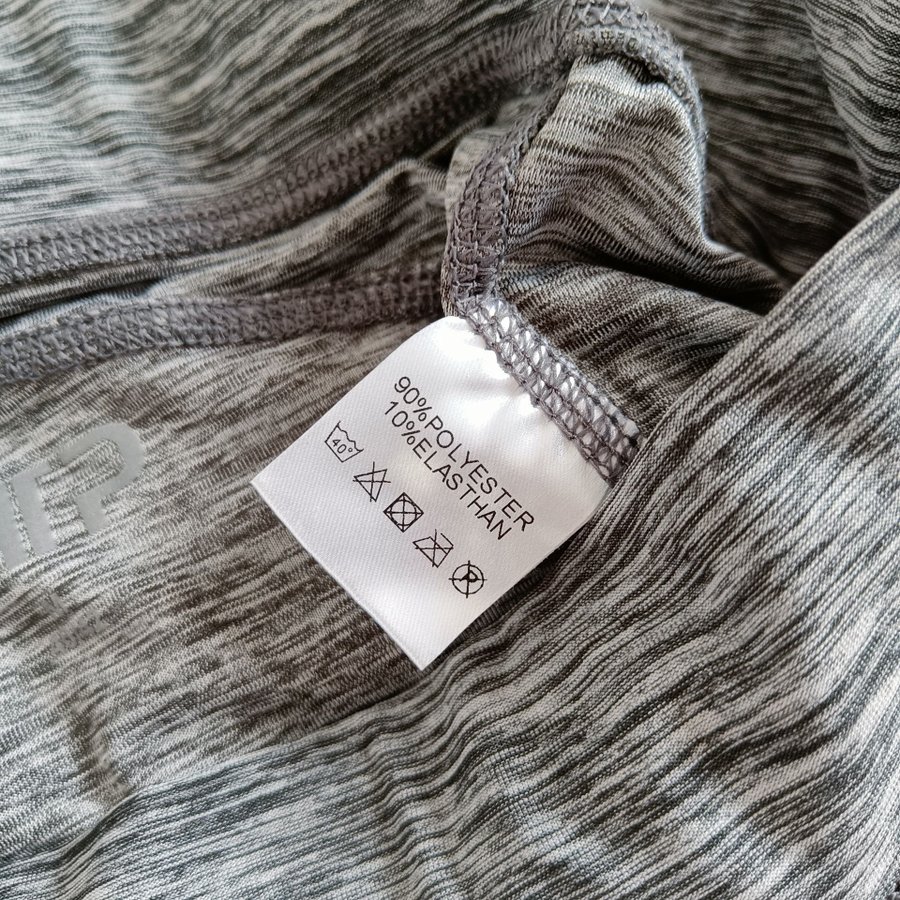 90%POLYESTER
10%ELASTHAN
40°
R